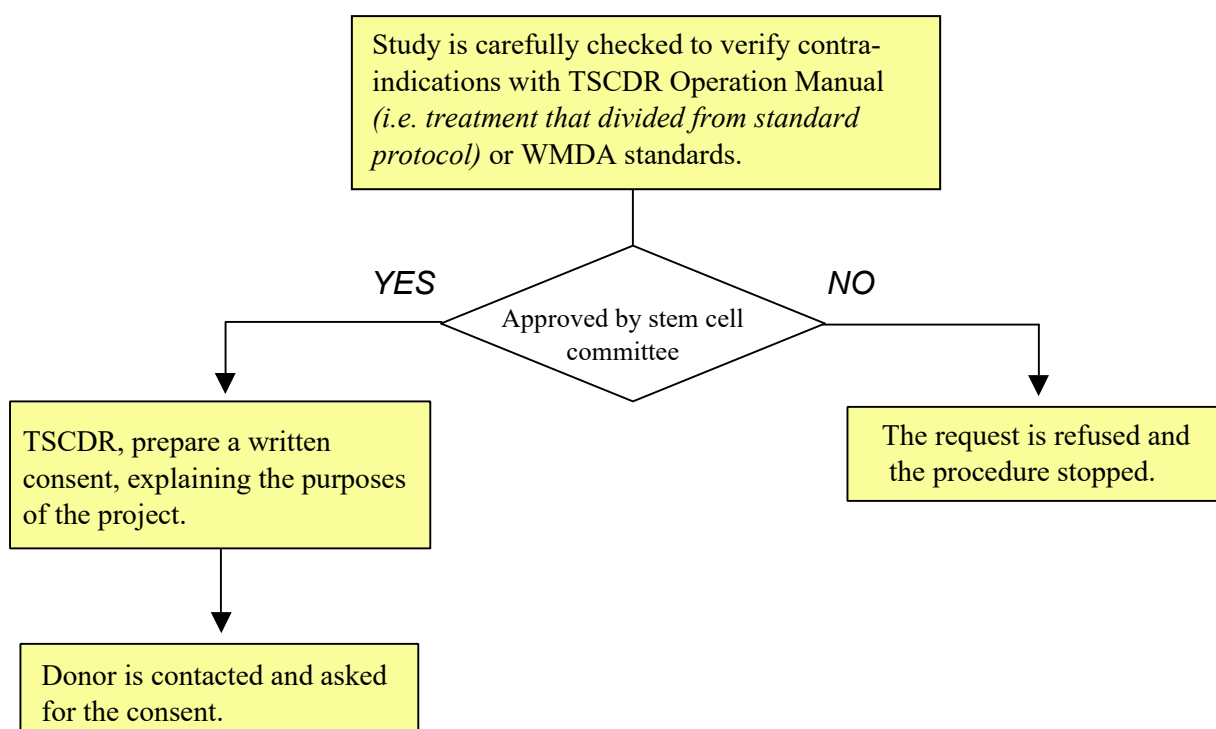 Study is carefully checked to verify contra-
indications with TSCDR Operation Manual
(i.e. treatment that divided from standard
protocol) or WMDA standards.
YES
NO
Approved by stem cell
committee
TSCDR, prepare a written
consent, explaining the purposes
of the project.
The request is refused and
the procedure stopped.
Donor is contacted and asked
for the consent.